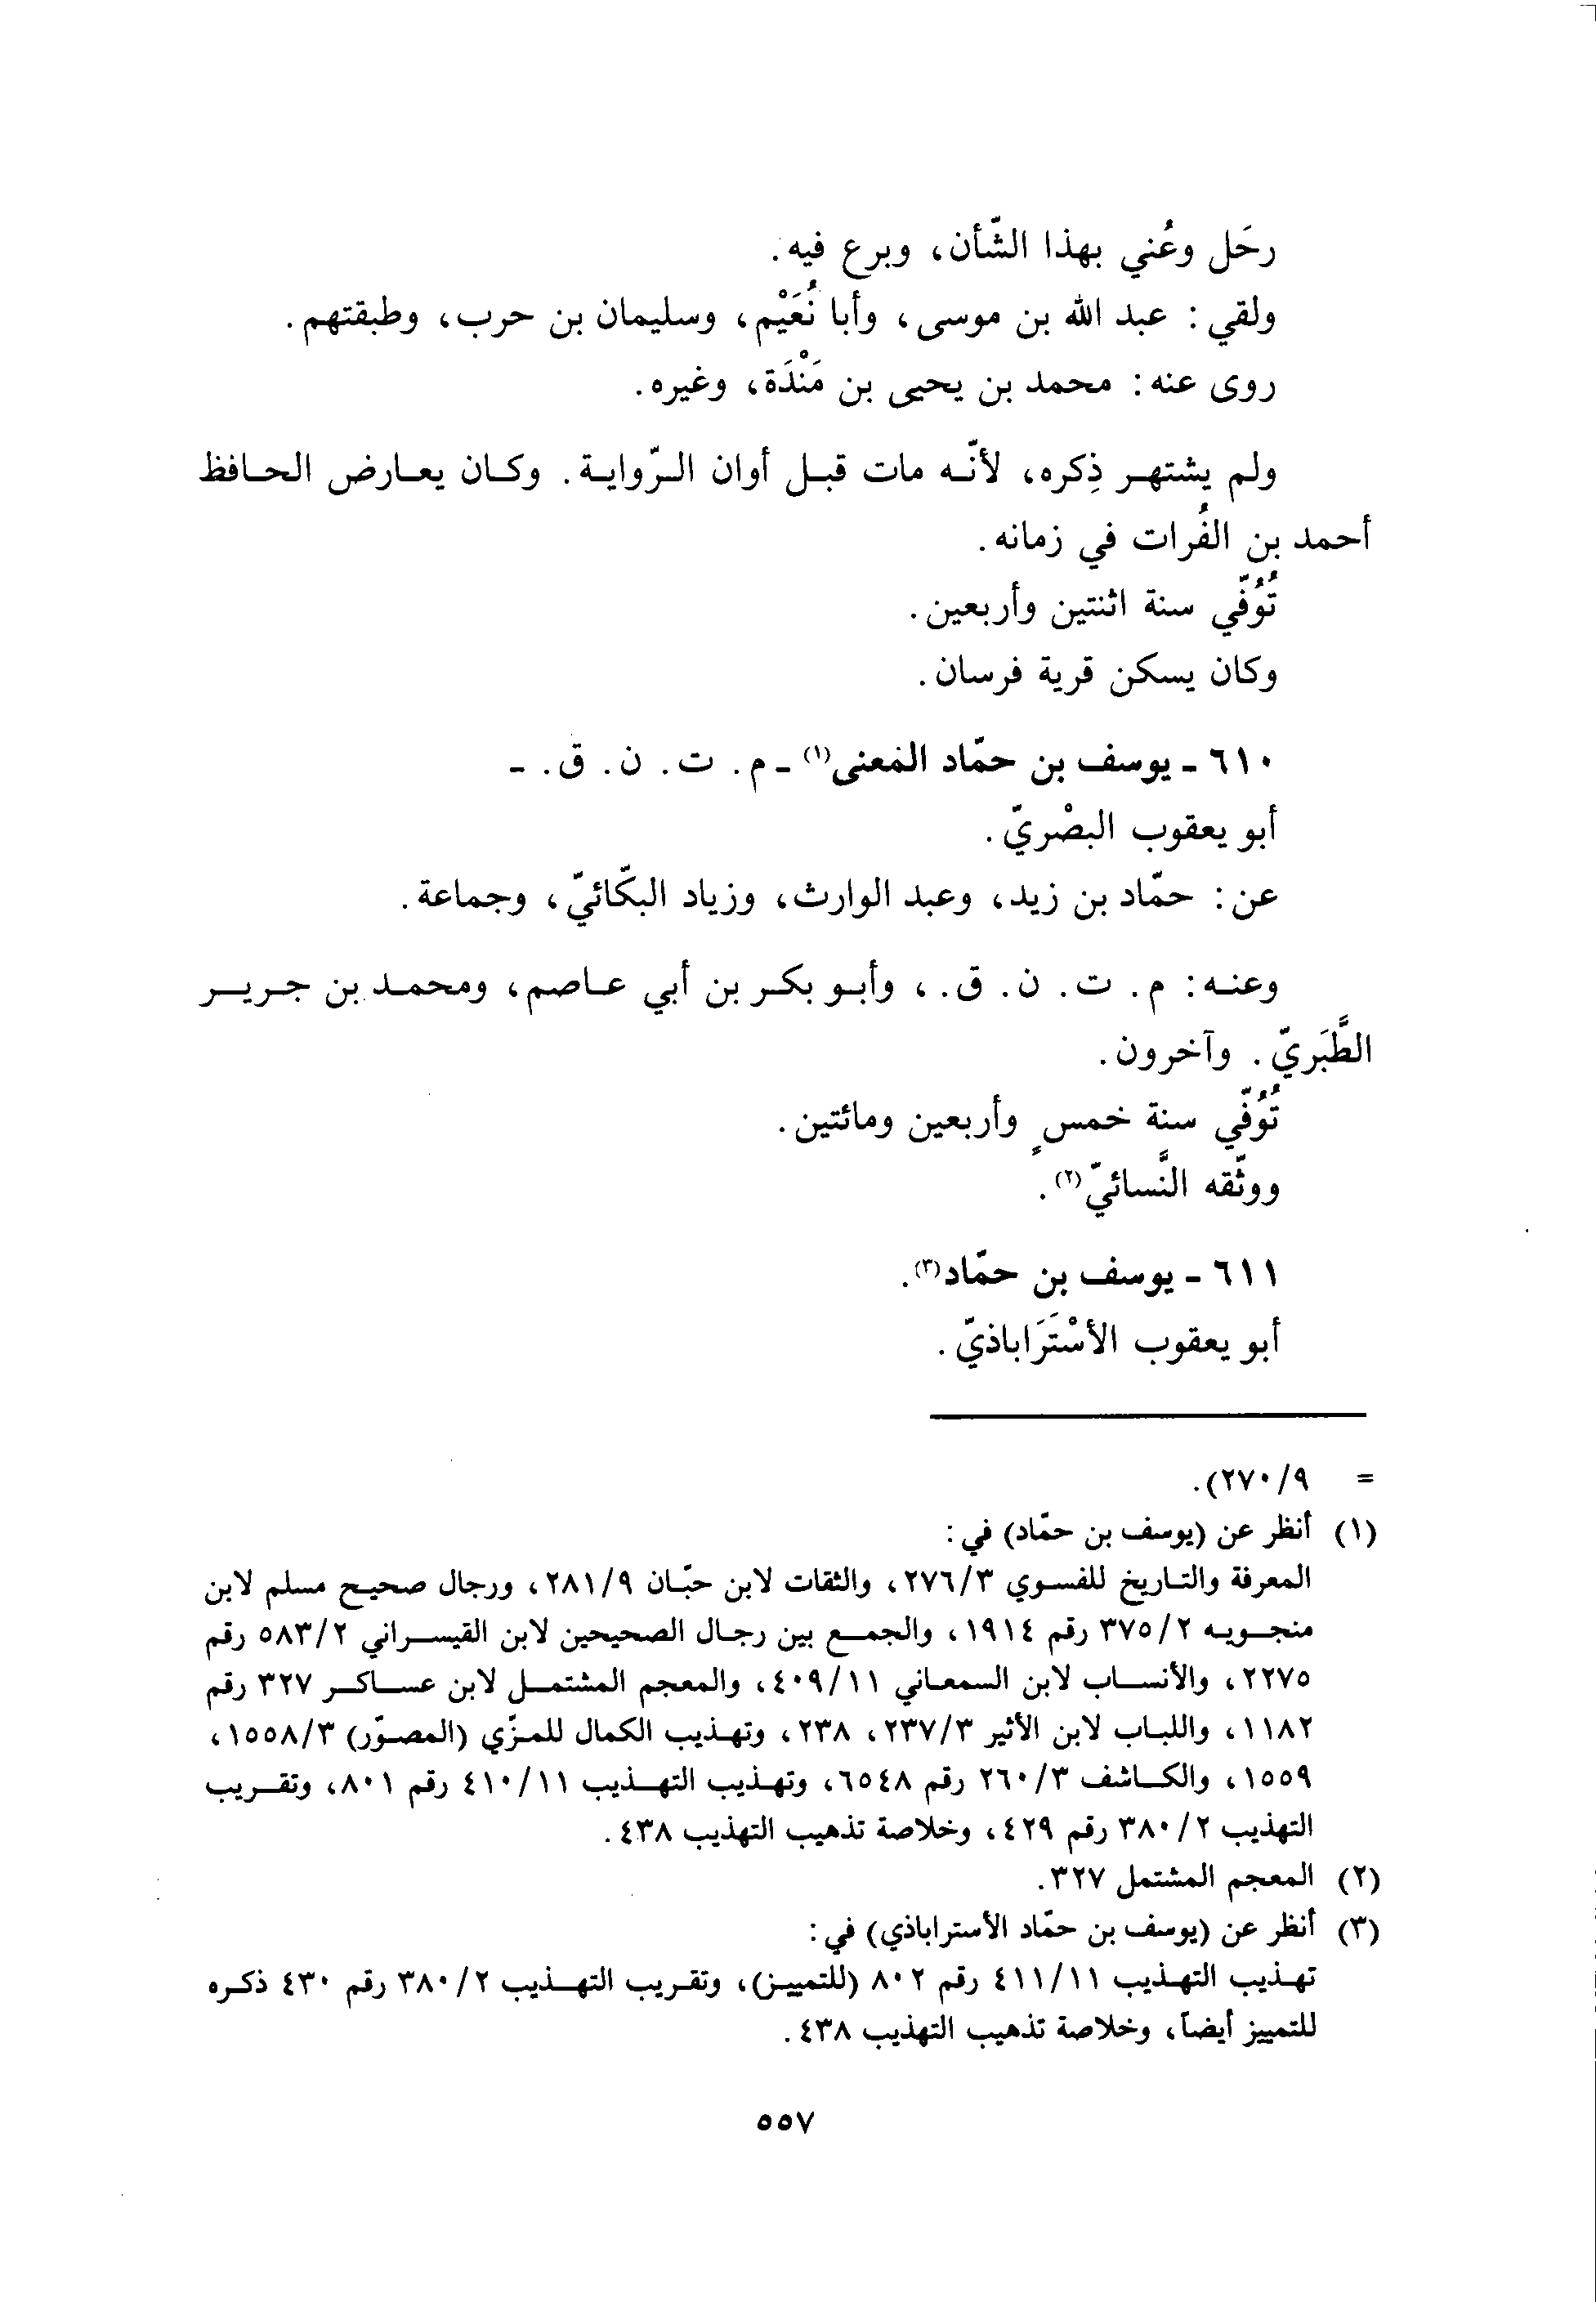 رحَل وعُني بهذا الشّأن، وبرع فيه.
ولقي: عبد الله بن موسى، وأبا نُعَيْم، وسليمان بن حرب، وطبقتهم.
روى عنه: محمد بن يحيى بن مَنْدَة، وغيره.
ولم يشتهر ذِكره، لأنّه مات قبل أوان الرّواية. وكان يعارض الحافظ
أحمد بن الفُرات في زمانه.
تُوُفّي سنة اثنتين وأربعين.
وكان يسكن قرية فرسان.
٦١٠ - يوسف بن حمّاد المَعنى(١) - م. ت. ن. ق. -
أبو يعقوب البصْريّ.
عن: حمّاد بن زيد، وعبد الوارث، وزياد البكّائيّ، وجماعة.
وعنه: م. ت. ن. ق.، وأبو بكر بن أبي عاصم، ومحمد بن جرير
الطَّبَريّ. وآخرون.
تُوُفّي سنة خمسٍ وأربعين ومائتين.
ووثّقه النَّسائيّ(٢).
٦١١ - يوسف بن حمّاد(٣).
أبو يعقوب الأسْتَرَاباذيّ.
= ٢٧٠/٩).
(١) أنظر عن (يوسف بن حمّاد) في:
المعرفة والتاريخ للفسوي ٢٧٦/٣، والثقات لابن حبّان ٢٨١/٩، ورجال صحيح مسلم لابن
منجويه ٣٧٥/٢ رقم ١٩١٤، والجمع بين رجال الصحيحين لابن القيسراني ٥٨٣/٢ رقم
٢٢٧٥، والأنساب لابن السمعاني ٤٠٩/١١، والمعجم المشتمل لابن عساكر ٣٢٧ رقم
١١٨٢، واللباب لابن الأثير ٢٣٧/٣، ٢٣٨، وتهذيب الكمال للمزّي (المصوّر) ١٥٥٨/٣،
١٥٥٩، والكاشف ٢٦٠/٣ رقم ٦٥٤٨، وتهذيب التهذيب ٤١٠/١١ رقم ٨٠١، وتقريب
التهذيب ٣٨٠/٢ رقم ٤٢٩، وخلاصة تذهيب التهذيب ٤٣٨.
(٢) المعجم المشتمل ٣٢٧.
(٣) أنظر عن (يوسف بن حمّاد الأستراباذي) في:
تهذيب التهذيب ٤١١/١١ رقم ٨٠٢ (للتمييز)، وتقريب التهذيب ٣٨٠/٢ رقم ٤٣٠ ذكره
للتمييز أيضاً، وخلاصة تذهيب التهذيب ٤٣٨.
٥٥٧